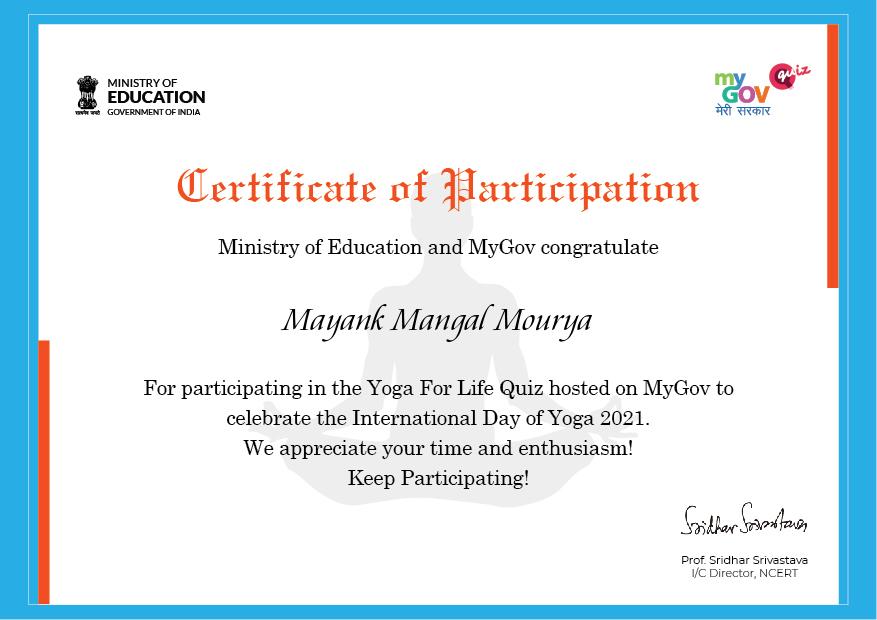 MINISTRY OF
EDUCATION
GOVERNMENT OF INDIA
सत्यमेव जयते
my
GOV
quiz
मेरी सरकार
Certificate of Participation
Ministry of Education and MyGov congratulate
Mayank Mangal Mourya
For participating in the Yoga For Life Quiz hosted on MyGov to
celebrate the International Day of Yoga 2021.
We appreciate your time and enthusiasm!
Keep Participating!
Sridhar Srivastava
Prof. Sridhar Srivastava
I/C Director, NCERT